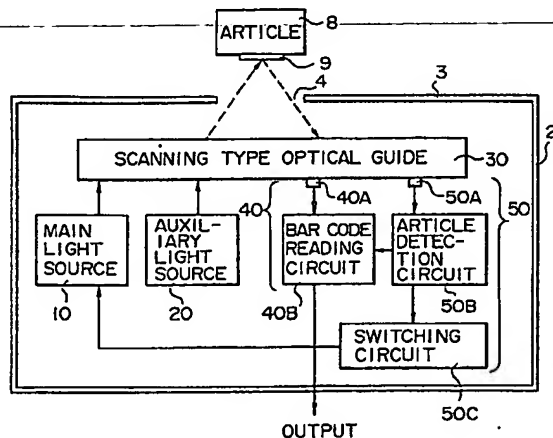 ARTICLE
8
9
4
3
2
SCANNING TYPE OPTICAL GUIDE
30
40
40A
50A
50
MAIN
LIGHT
SOURCE
10
AUXIL-
IARY
LIGHT
SOURCE
20
BAR CODE
READING
CIRCUIT
40B
ARTICLE
DETEC-
TION
CIRCUIT
50B
SWITCHING
CIRCUIT
50C
OUTPUT